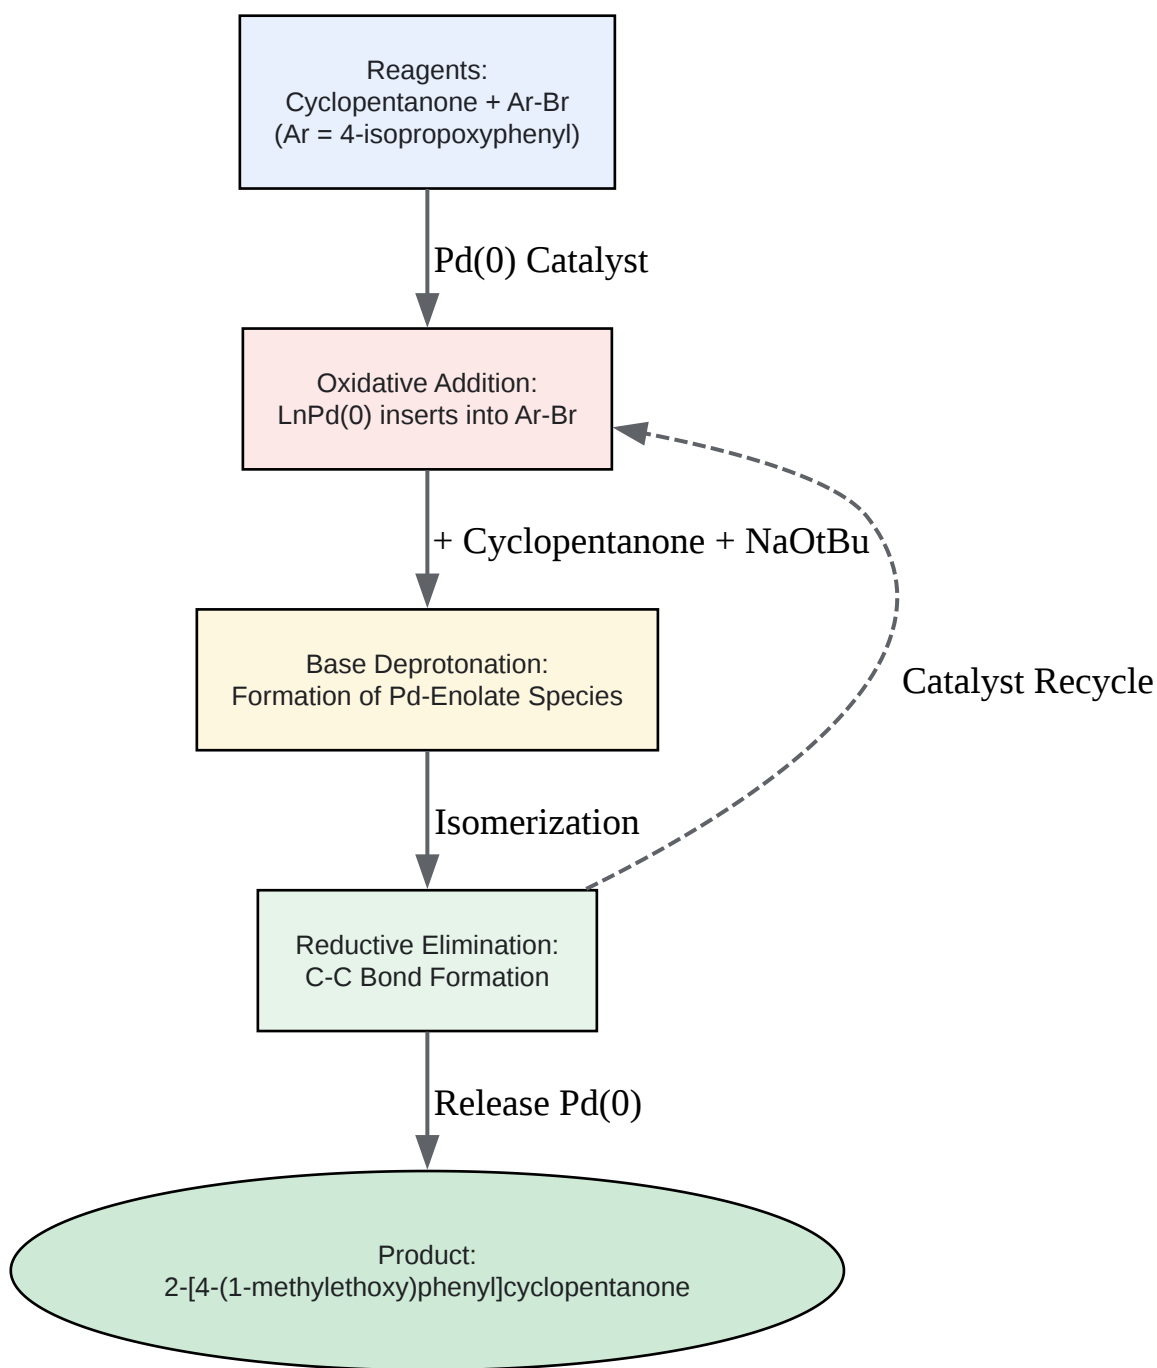 Reagents:
Cyclopentanone + Ar-Br
(Ar = 4-isopropoxyphenyl)
Pd(0) Catalyst
Oxidative Addition:
LnPd(0) inserts into Ar-Br
+ Cyclopentanone + NaOtBu
Base Deprotonation:
Formation of Pd-Enolate Species
Catalyst Recycle
Isomerization
Reductive Elimination:
C-C Bond Formation
Release Pd(0)
Product:
2-[4-(1-methylethoxy)phenyl]cyclopentanone